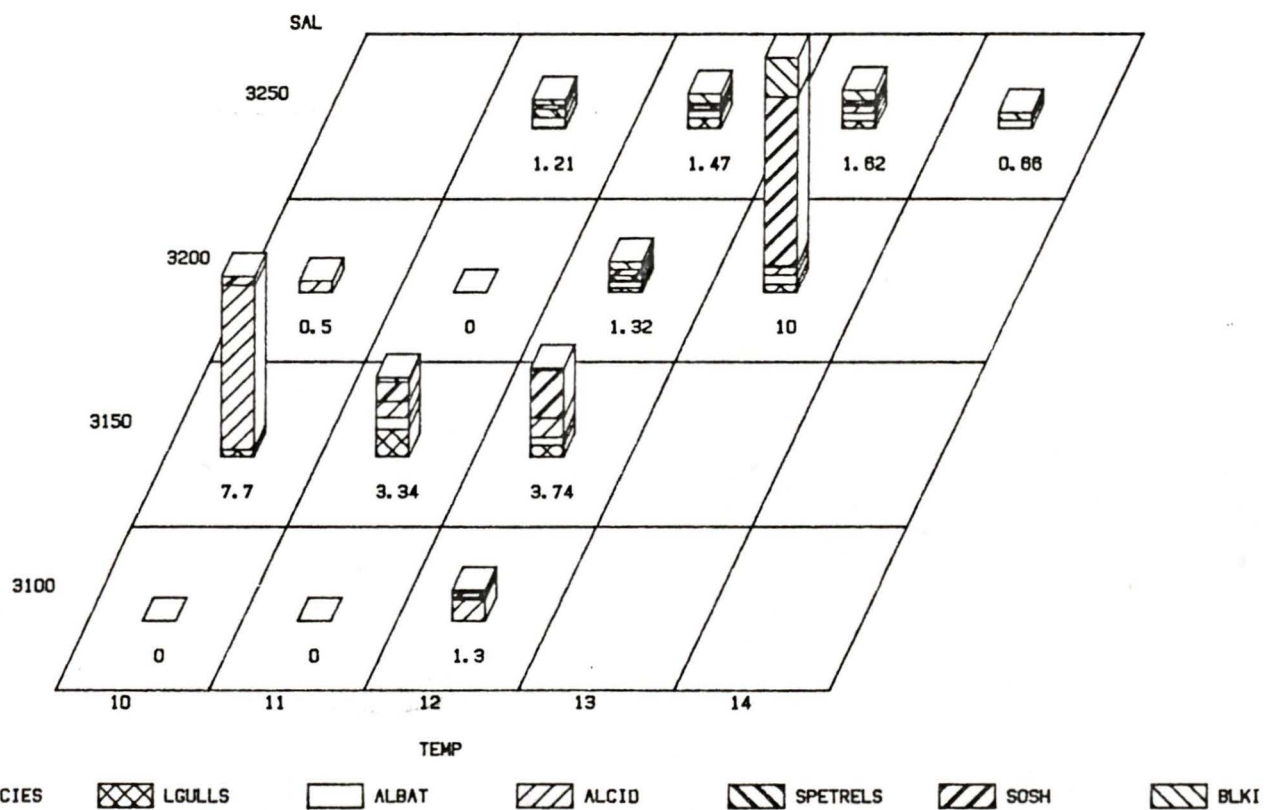 SAL
3250
1.21 1.47 1.62 0.66
3200
0.5 0 1.32 10
3150
7.7 3.34 3.74
3100
0 0 1.3
10 11 12 13 14
TEMP
CIES LGULLS ALBAT ALCID SPETRELS SOSH BLKI